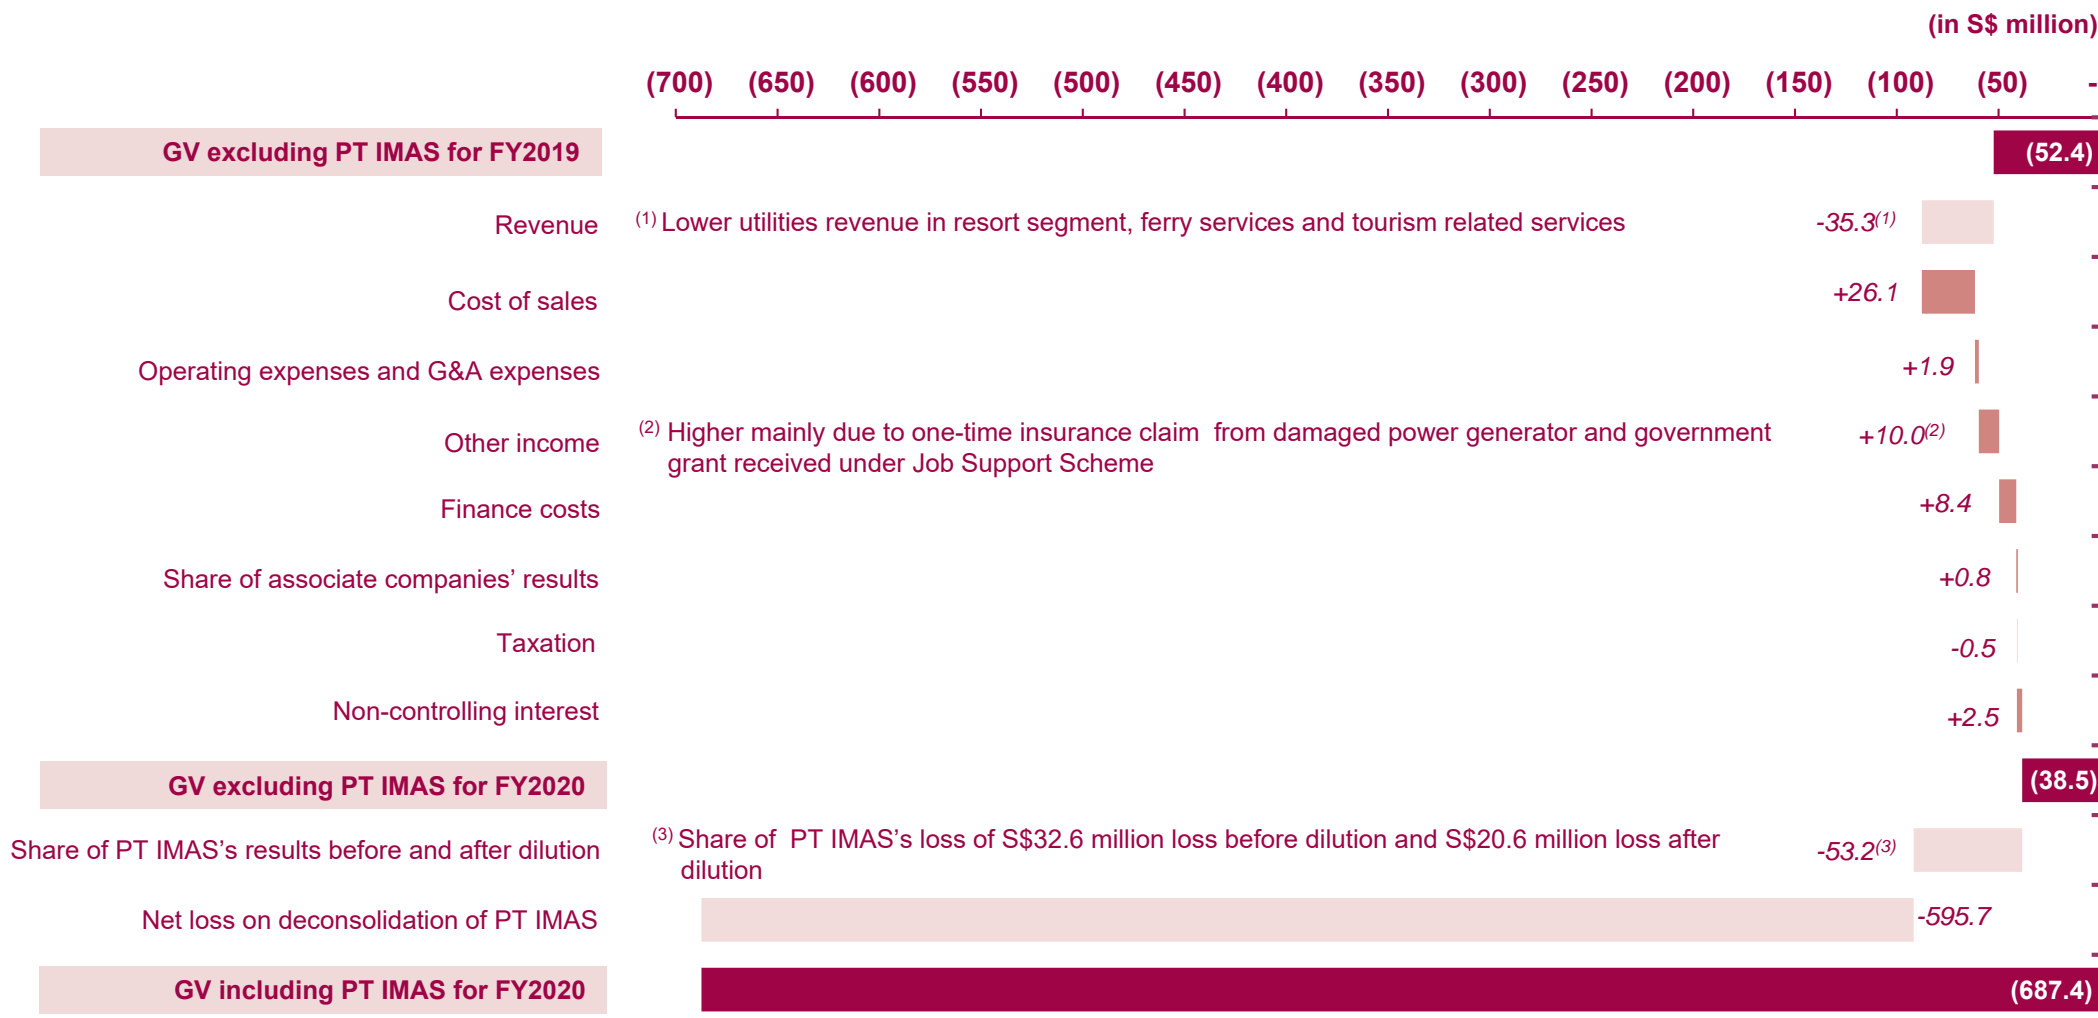 (in S$ million)
(700) (650) (600) (550) (500) (450) (400) (350) (300) (250) (200) (150) (100) (50) -
GV excluding PT IMAS for FY2019
(52.4)
Revenue
(1) Lower utilities revenue in resort segment, ferry services and tourism related services
-35.3(1)
Cost of sales
+26.1
Operating expenses and G&A expenses
+1.9
Other income
(2) Higher mainly due to one-time insurance claim from damaged power generator and government
grant received under Job Support Scheme
+10.0(2)
Finance costs
+8.4
Share of associate companies’ results
+0.8
Taxation
-0.5
Non-controlling interest
+2.5
GV excluding PT IMAS for FY2020
(38.5)
Share of PT IMAS’s results before and after dilution
(3) Share of PT IMAS’s loss of S$32.6 million loss before dilution and S$20.6 million loss after
dilution
-53.2(3)
Net loss on deconsolidation of PT IMAS
-595.7
GV including PT IMAS for FY2020
(687.4)